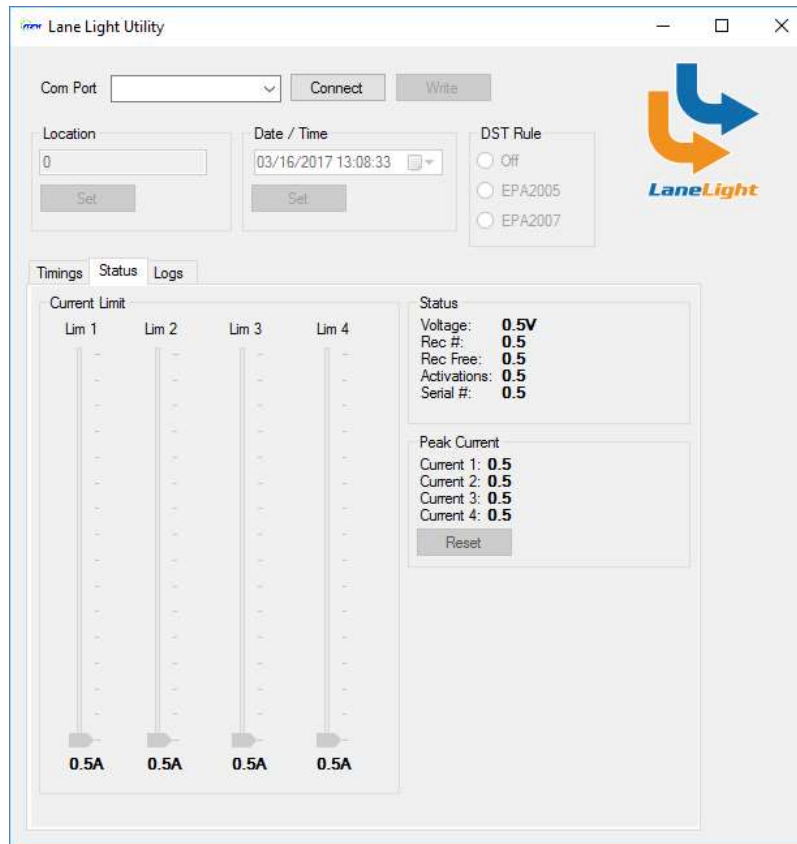 Lane Light Utility
Com Port Connect Write
Location Date / Time DST Rule
0 03/16/2017 13:08:33 Off
Set Set EPA2005
EPA2007
LaneLight
Timings Status Logs
Current Limit
Lim 1 Lim 2 Lim 3 Lim 4
0.5A 0.5A 0.5A 0.5A
Status
Voltage: 0.5V
Rec #: 0.5
Rec Free: 0.5
Activations: 0.5
Serial #: 0.5
Peak Current
Current 1: 0.5
Current 2: 0.5
Current 3: 0.5
Current 4: 0.5
Reset